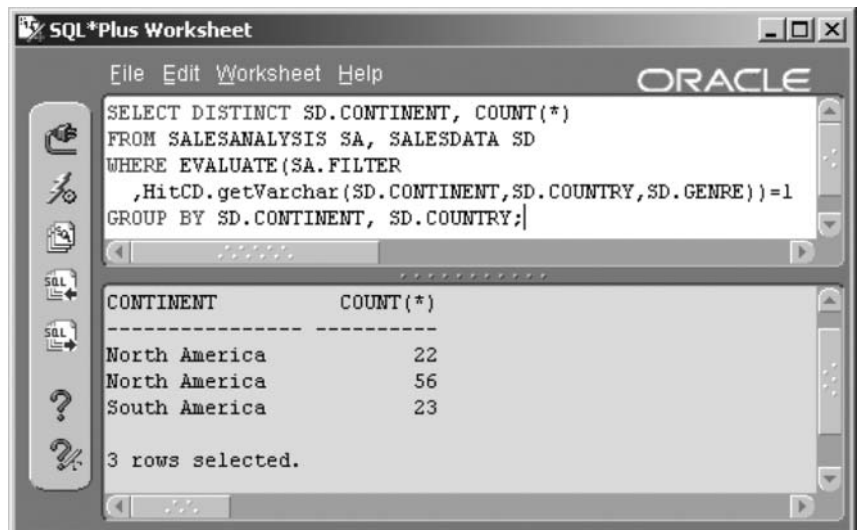 SQL*Plus Worksheet
File Edit Worksheet Help
ORACLE
SELECT DISTINCT SD.CONTINENT, COUNT(*)
FROM SALESANALYSIS SA, SALESDATA SD
WHERE EVALUATE(SA.FILTER
,HitCD.getVarchar(SD.CONTINENT,SD.COUNTRY,SD.GENRE))=1
GROUP BY SD.CONTINENT, SD.COUNTRY;
SQL
SQL
CONTINENT COUNT(*)
---------------- ----------
North America 22
North America 56
South America 23
3 rows selected.